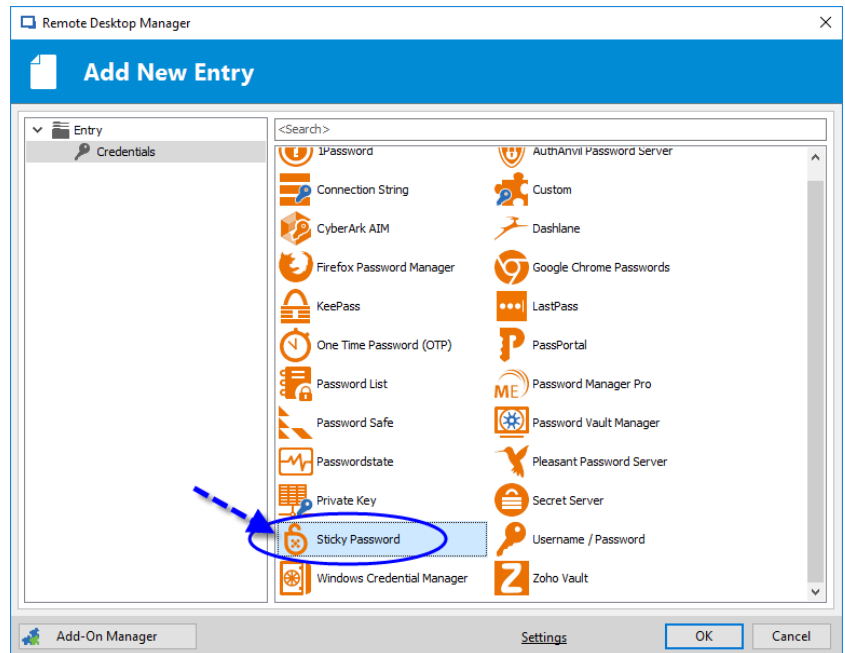 Remote Desktop Manager
Add New Entry
Entry
Credentials
<Search>
1Password
AuthAnvil Password Server
Connection String
Custom
CyberArk AIM
Dashlane
Firefox Password Manager
Google Chrome Passwords
KeePass
LastPass
One Time Password (OTP)
PassPortal
Password List
ME
Password Manager Pro
Password Safe
Password Vault Manager
Passwordstate
Pleasant Password Server
Private Key
Secret Server
Sticky Password
Username / Password
Windows Credential Manager
Zoho Vault
Add-On Manager
Settings
OK
Cancel